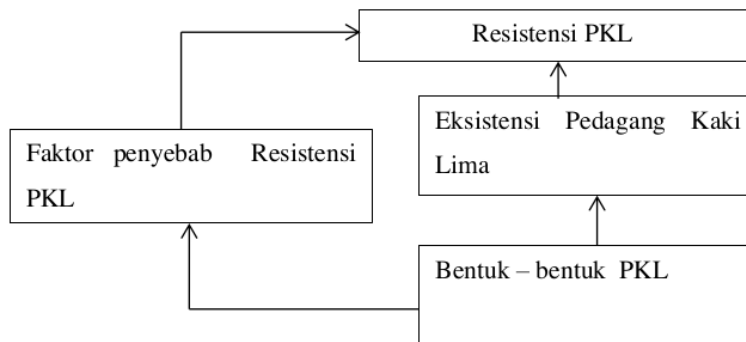 Resistensi PKL
Eksistensi Pedagang Kaki
Lima
Faktor penyebab Resistensi
PKL
Bentuk – bentuk PKL